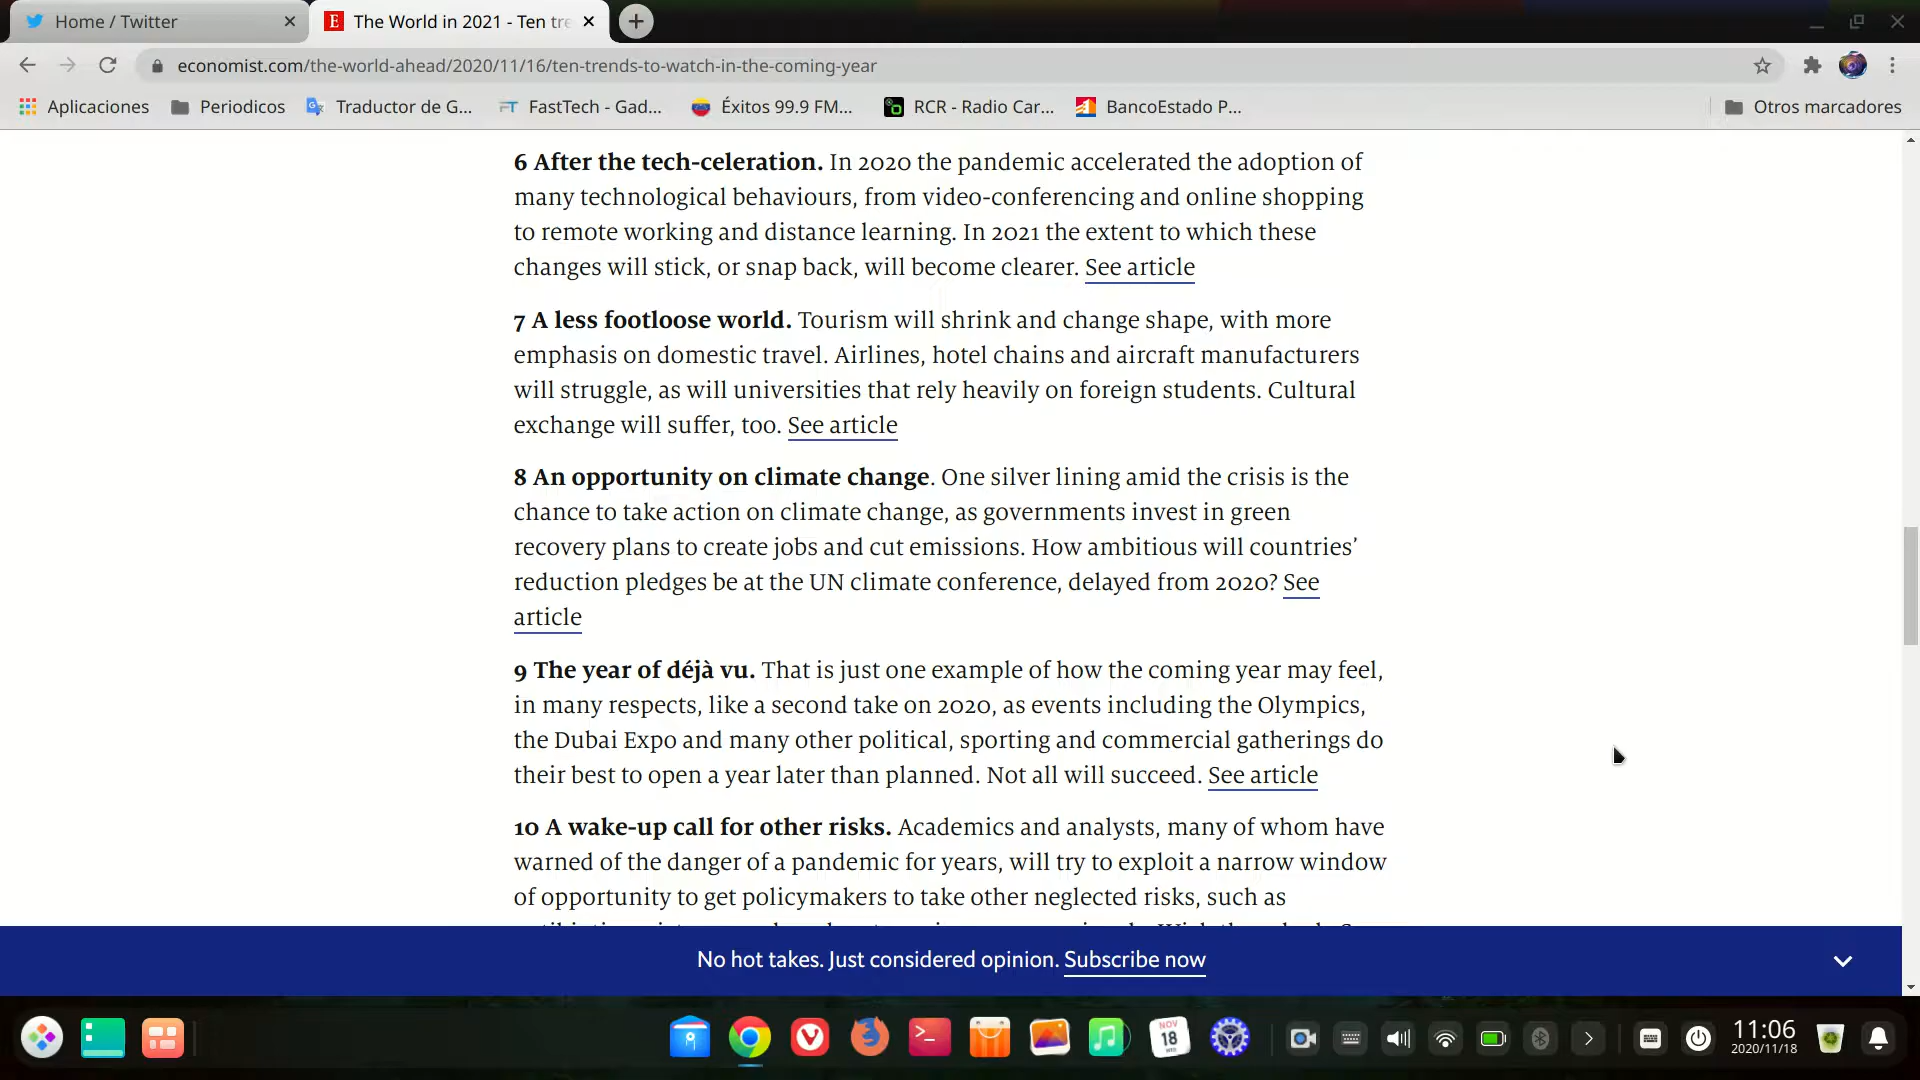 Home / Twitter
The World in 2021 - Ten tre
economist.com/the-world-ahead/2020/11/16/ten-trends-to-watch-in-the-coming-year
Aplicaciones
Periodicos
Traductor de G...
FastTech - Gad...
Éxitos 99.9 FM...
RCR - Radio Car...
BancoEstado P...
Otros marcadores
6 After the tech-celeration. In 2020 the pandemic accelerated the adoption of
many technological behaviours, from video-conferencing and online shopping
to remote working and distance learning. In 2021 the extent to which these
changes will stick, or snap back, will become clearer. See article
7 A less footloose world. Tourism will shrink and change shape, with more
emphasis on domestic travel. Airlines, hotel chains and aircraft manufacturers
will struggle, as will universities that rely heavily on foreign students. Cultural
exchange will suffer, too. See article
8 An opportunity on climate change. One silver lining amid the crisis is the
chance to take action on climate change, as governments invest in green
recovery plans to create jobs and cut emissions. How ambitious will countries’
reduction pledges be at the UN climate conference, delayed from 2020? See
article
9 The year of déjà vu. That is just one example of how the coming year may feel,
in many respects, like a second take on 2020, as events including the Olympics,
the Dubai Expo and many other political, sporting and commercial gatherings do
their best to open a year later than planned. Not all will succeed. See article
10 A wake-up call for other risks. Academics and analysts, many of whom have
warned of the danger of a pandemic for years, will try to exploit a narrow window
of opportunity to get policymakers to take other neglected risks, such as
No hot takes. Just considered opinion. Subscribe now
NOV
18
11:06
2020/11/18